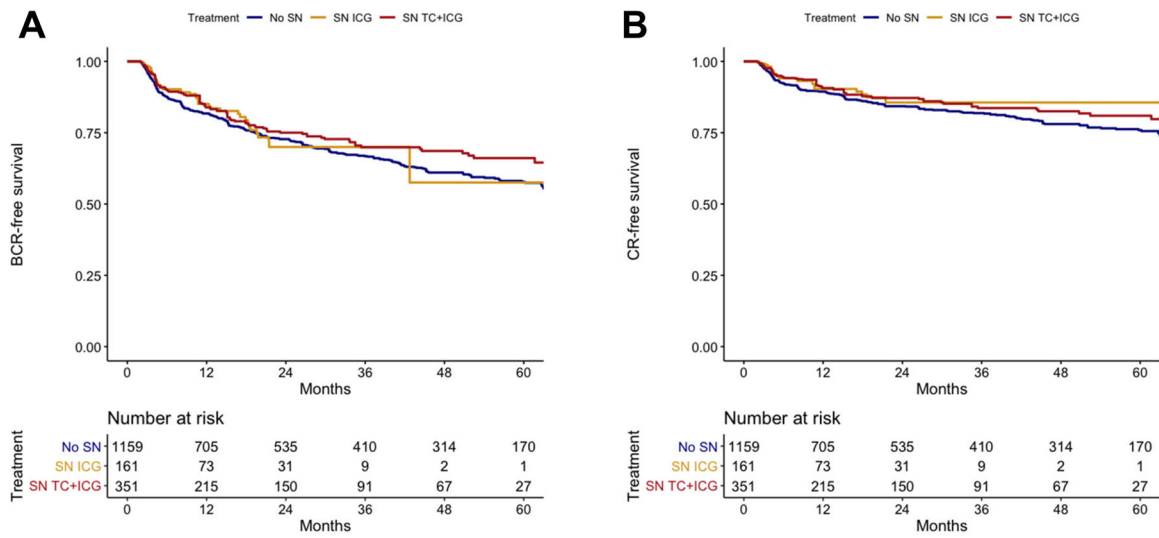 A
Treatment No SN SN ICG SN TC+ICG
BCR-free survival
1.00
0.75
0.50
0.25
0.00
0 12 24 36 48 60
Months
Number at risk
Treatment
No SN 1159 705 535 410 314 170
SN ICG 161 73 31 9 2 1
SN TC+ICG 351 215 150 91 67 27
0 12 24 36 48 60
Months
B
Treatment No SN SN ICG SN TC+ICG
CR-free survival
1.00
0.75
0.50
0.25
0.00
0 12 24 36 48 60
Months
Number at risk
Treatment
No SN 1159 705 535 410 314 170
SN ICG 161 73 31 9 2 1
SN TC+ICG 351 215 150 91 67 27
0 12 24 36 48 60
Months